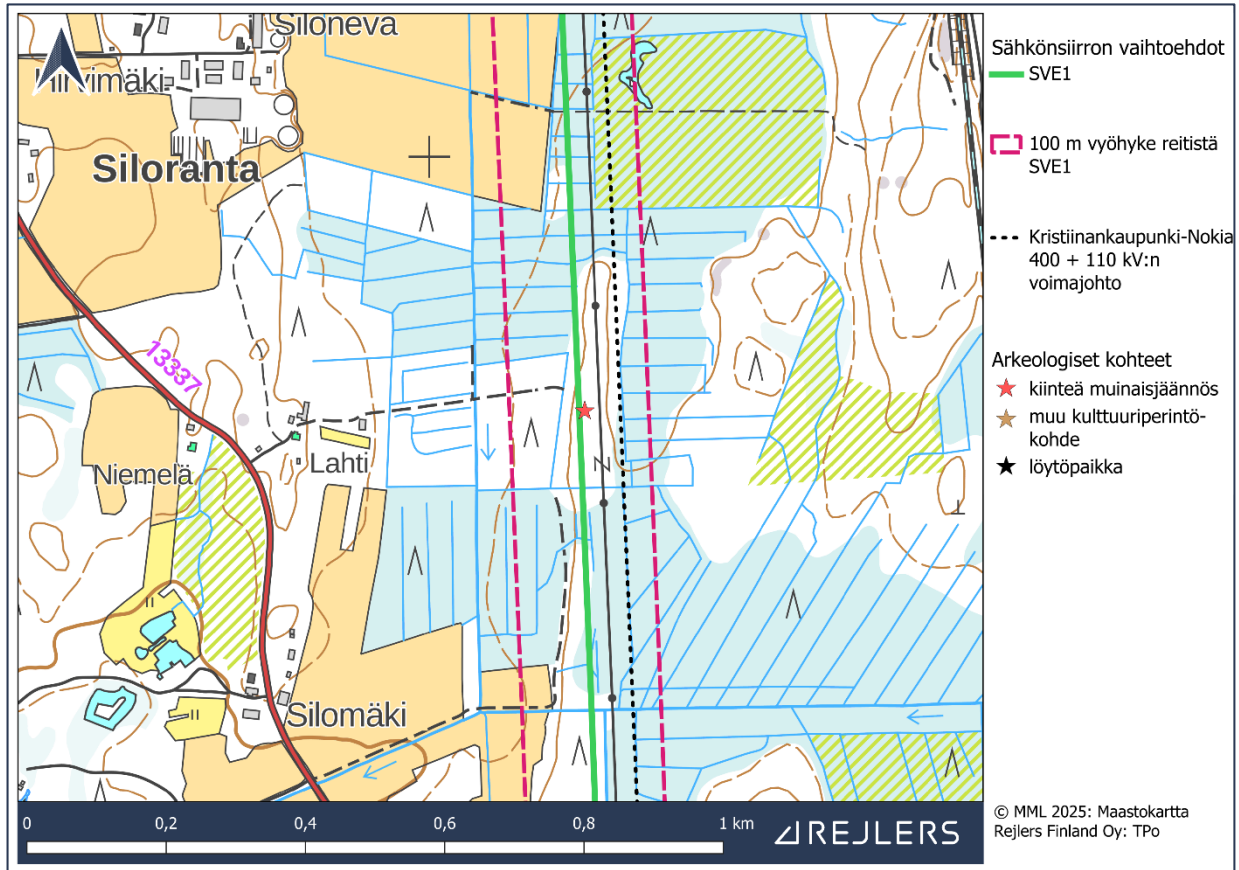 Siloneva
Hirvimäki
Siloranta
13337
Niemelä
Lahti
Silomäki
Sähkönsiirron vaihtoehdot
SVE1
100 m vyöhyke reitistä
SVE1
Kristiinankaupunki-Nokia
400 + 110 kV:n
voimajohto
Arkeologiset kohteet
kiinteä muinaisjäännös
muu kulttuuriperintö-
kohde
löytöpaikka
0 0,2 0,4 0,6 0,8 1 km
REJLERS
© MML 2025: Maastokartta
Rejlers Finland Oy: TPo